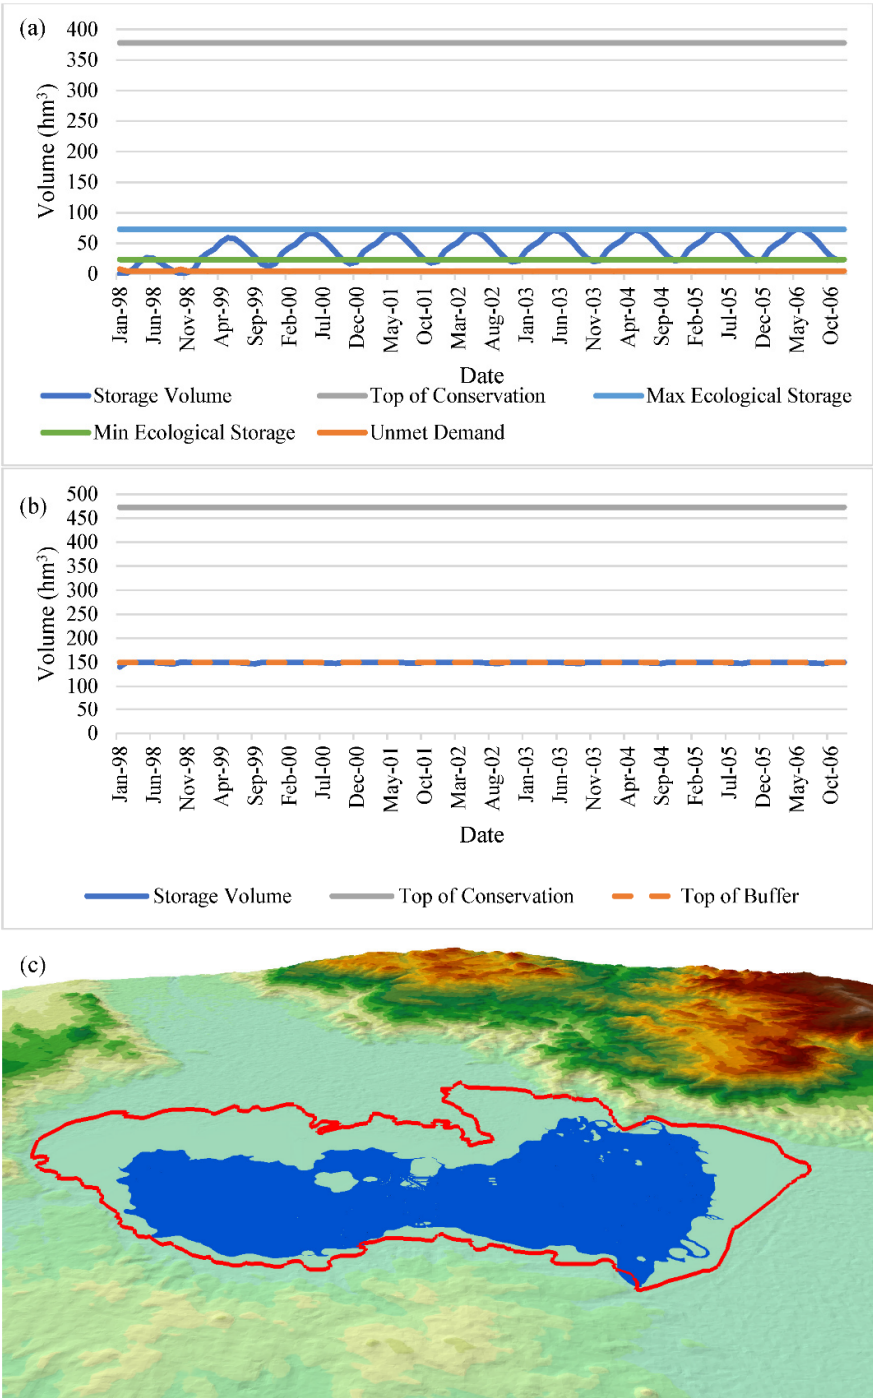 (a)
Volume (hm³)
400
350
300
250
200
150
100
50
0
Jan-98 Jun-98 Nov-98 Apr-99 Sep-99 Feb-00 Jul-00 Dec-00 May-01 Oct-01 Mar-02 Aug-02 Jan-03 Jun-03 Nov-03 Apr-04 Sep-04 Feb-05 Jul-05 Dec-05 May-06 Oct-06
Date
Storage Volume Top of Conservation Max Ecological Storage
Min Ecological Storage Unmet Demand
(b)
Volume (hm³)
500
450
400
350
300
250
200
150
100
50
0
Jan-98 Jun-98 Nov-98 Apr-99 Sep-99 Feb-00 Jul-00 Dec-00 May-01 Oct-01 Mar-02 Aug-02 Jan-03 Jun-03 Nov-03 Apr-04 Sep-04 Feb-05 Jul-05 Dec-05 May-06 Oct-06
Date
Storage Volume Top of Conservation Top of Buffer
(c)